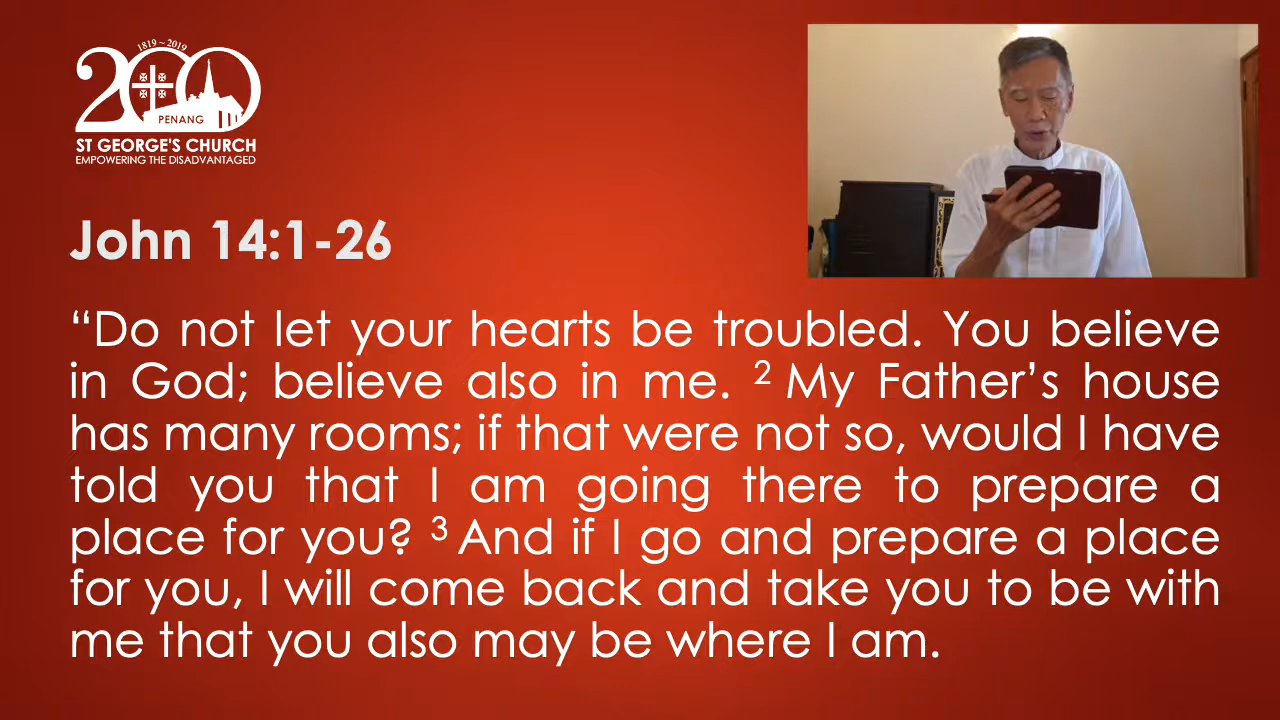 1819 ~ 2019
200
PENANG
ST GEORGE'S CHURCH
EMPOWERING THE DISADVANTAGED
John 14:1-26
“Do not let your hearts be troubled. You believe
in God; believe also in me. ² My Father’s house
has many rooms; if that were not so, would I have
told you that I am going there to prepare a
place for you? ³ And if I go and prepare a place
for you, I will come back and take you to be with
me that you also may be where I am.